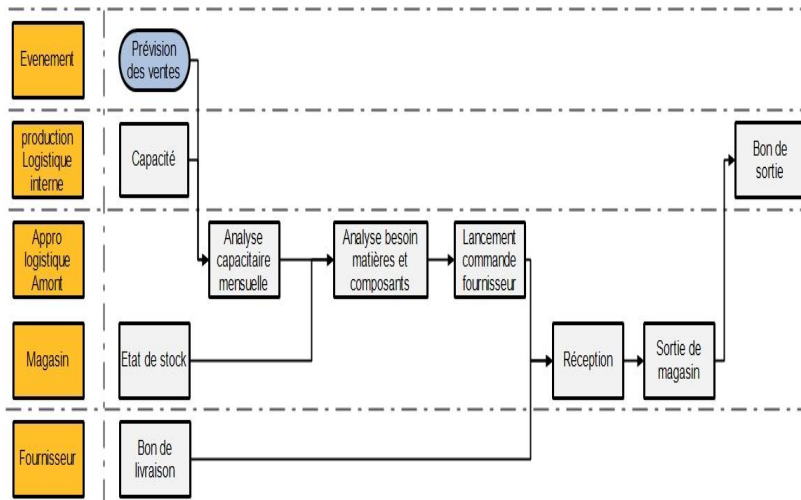 Evenement
Prévision
des ventes
production
Logistique
interne
Capacité
Bon de
sortie
Appro
logistique
Amont
Analyse
capacitaire
mensuelle
Analyse besoin
matières et
composants
Lancement
commande
fournisseur
Magasin
Etat de stock
Réception
Sortie de
magasin
Fournisseur
Bon de
livraison